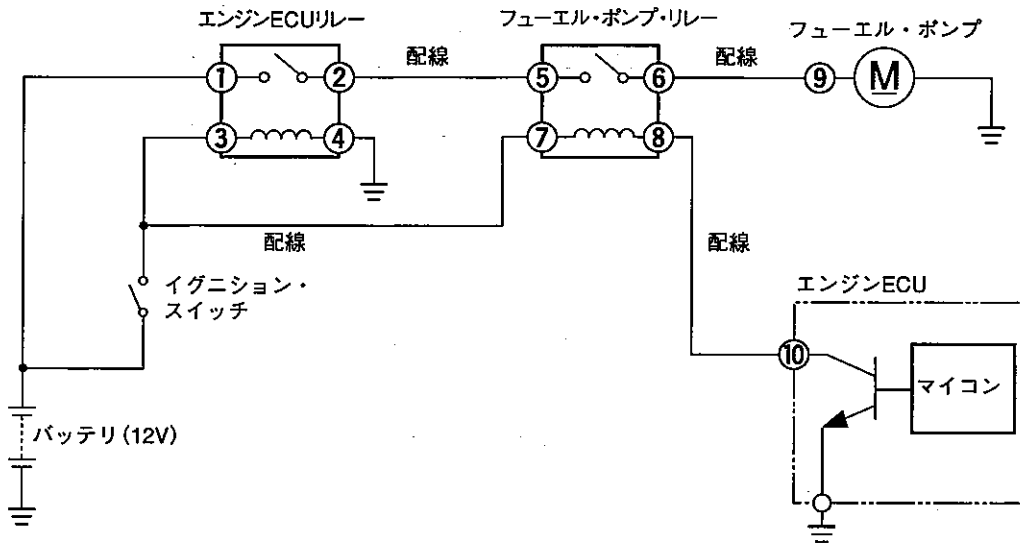 エンジンECUリレー
フューエル・ポンプ・リレー
フューエル・ポンプ
配線
配線
1
2
5
6
9
M
3
4
7
8
配線
配線
イグニション・
スイッチ
エンジンECU
10
マイコン
バッテリ(12V)